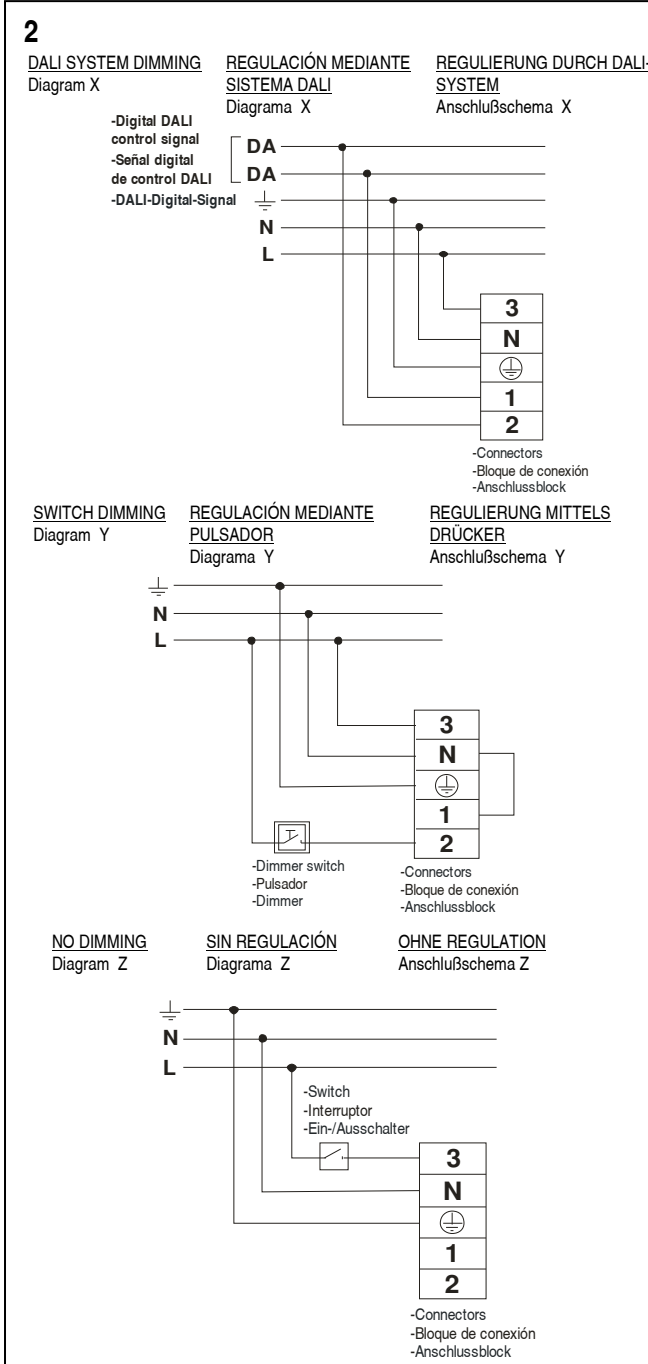 2
DALI SYSTEM DIMMING
Diagram X
REGULACIÓN MEDIANTE
SISTEMA DALI
Diagrama X
REGULIERUNG DURCH DALI-
SYSTEM
Anschlußschema X
-Digital DALI
control signal
-Señal digital
de control DALI
-DALI-Digital-Signal
DA
DA
N
L
3
N
1
2
-Connectors
-Bloque de conexión
-Anschlussblock
SWITCH DIMMING
Diagram Y
REGULACIÓN MEDIANTE
PULSADOR
Diagrama Y
REGULIERUNG MITTELS
DRÜCKER
Anschlußschema Y
N
L
3
N
1
2
-Dimmer switch
-Pulsador
-Dimmer
-Connectors
-Bloque de conexión
-Anschlussblock
NO DIMMING
Diagram Z
SIN REGULACIÓN
Diagrama Z
OHNE REGULATION
Anschlußschema Z
N
L
-Switch
-Interruptor
-Ein-/Ausschalter
3
N
1
2
-Connectors
-Bloque de conexión
-Anschlussblock